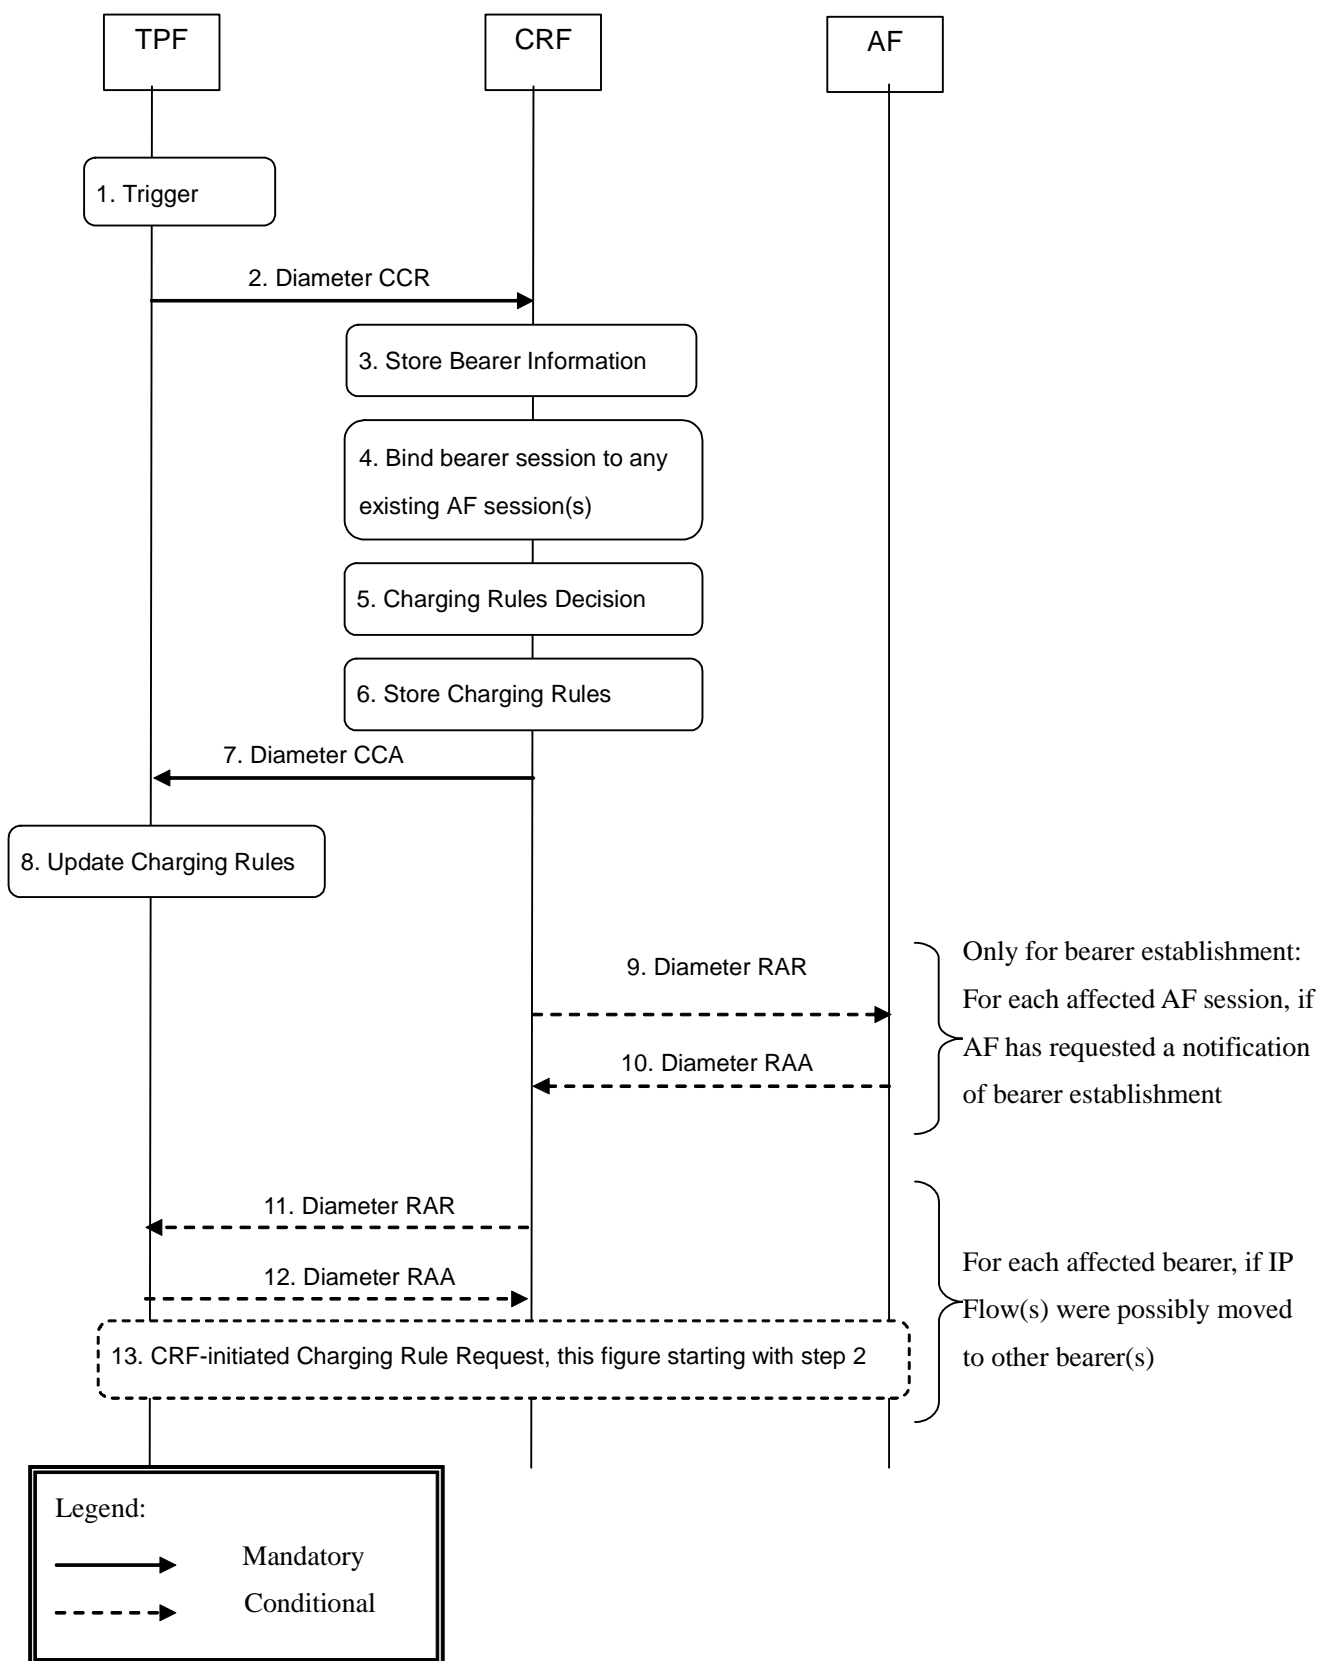 TPF
CRF
AF
1. Trigger
2. Diameter CCR
3. Store Bearer Information
4. Bind bearer session to any
existing AF session(s)
5. Charging Rules Decision
6. Store Charging Rules
7. Diameter CCA
8. Update Charging Rules
9. Diameter RAR
10. Diameter RAA
Only for bearer establishment:
For each affected AF session, if
AF has requested a notification
of bearer establishment
11. Diameter RAR
12. Diameter RAA
13. CRF-initiated Charging Rule Request, this figure starting with step 2
For each affected bearer, if IP
Flow(s) were possibly moved
to other bearer(s)
Legend:
Mandatory
Conditional